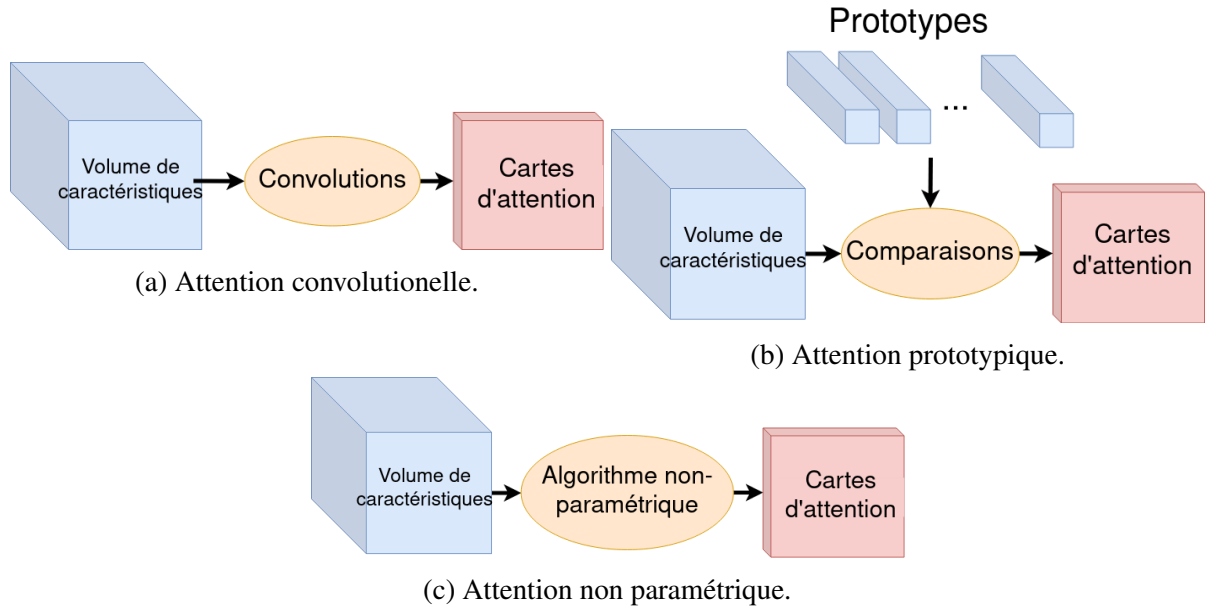 Volume de
caractéristiques
Convolutions
Cartes
d'attention
(a) Attention convolutionelle.
Prototypes
...
Volume de
caractéristiques
Comparaisons
Cartes
d'attention
(b) Attention prototypique.
Volume de
caractéristiques
Algorithme non-
paramétrique
Cartes
d'attention
(c) Attention non paramétrique.